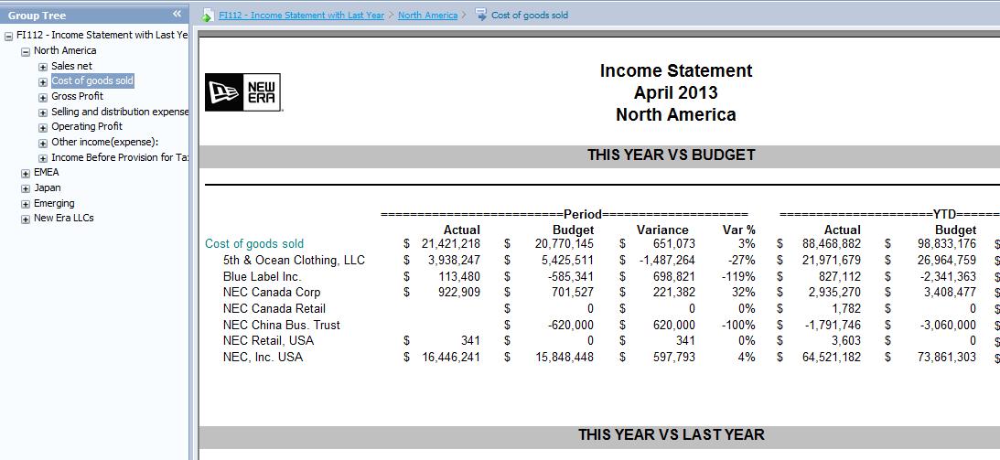 Group Tree «
FI112 - Income Statement with Last Year > North America > Cost of goods sold
FI112 - Income Statement with Last Ye
North America
Sales net
Cost of goods sold
Gross Profit
Selling and distribution expense
Operating Profit
Other income(expense):
Income Before Provision for Ta
EMEA
Japan
Emerging
New Era LLCs
NEW
ERA
Income Statement
April 2013
North America
THIS YEAR VS BUDGET
=========================Period==================== =====================YTD======
Actual Budget Variance Var % Actual Budget
Cost of goods sold $ 21,421,218 $ 20,770,145 $ 651,073 3% $ 88,468,882 $ 98,833,176 $
5th & Ocean Clothing, LLC $ 3,938,247 $ 5,425,511 $ -1,487,264 -27% $ 21,971,679 $ 26,964,759 $
Blue Label Inc. $ 113,480 $ -585,341 $ 698,821 -119% $ 827,112 $ -2,341,363 $
NEC Canada Corp $ 922,909 $ 701,527 $ 221,382 32% $ 2,935,270 $ 3,408,477 $
NEC Canada Retail $ 0 $ 0 0% $ 1,782 $ 0 $
NEC China Bus. Trust $ -620,000 $ 620,000 -100% $ -1,791,746 $ -3,060,000 $
NEC Retail, USA $ 341 $ 0 $ 341 0% $ 3,603 $ 0 $
NEC, Inc. USA $ 16,446,241 $ 15,848,448 $ 597,793 4% $ 64,521,182 $ 73,861,303 $
THIS YEAR VS LAST YEAR